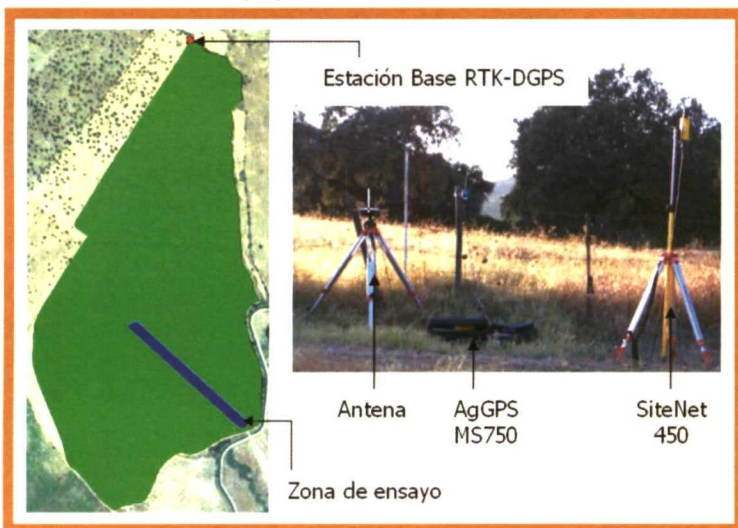 Estación Base RTK-DGPS
Antena
AgGPS
MS750
SiteNet
450
Zona de ensayo